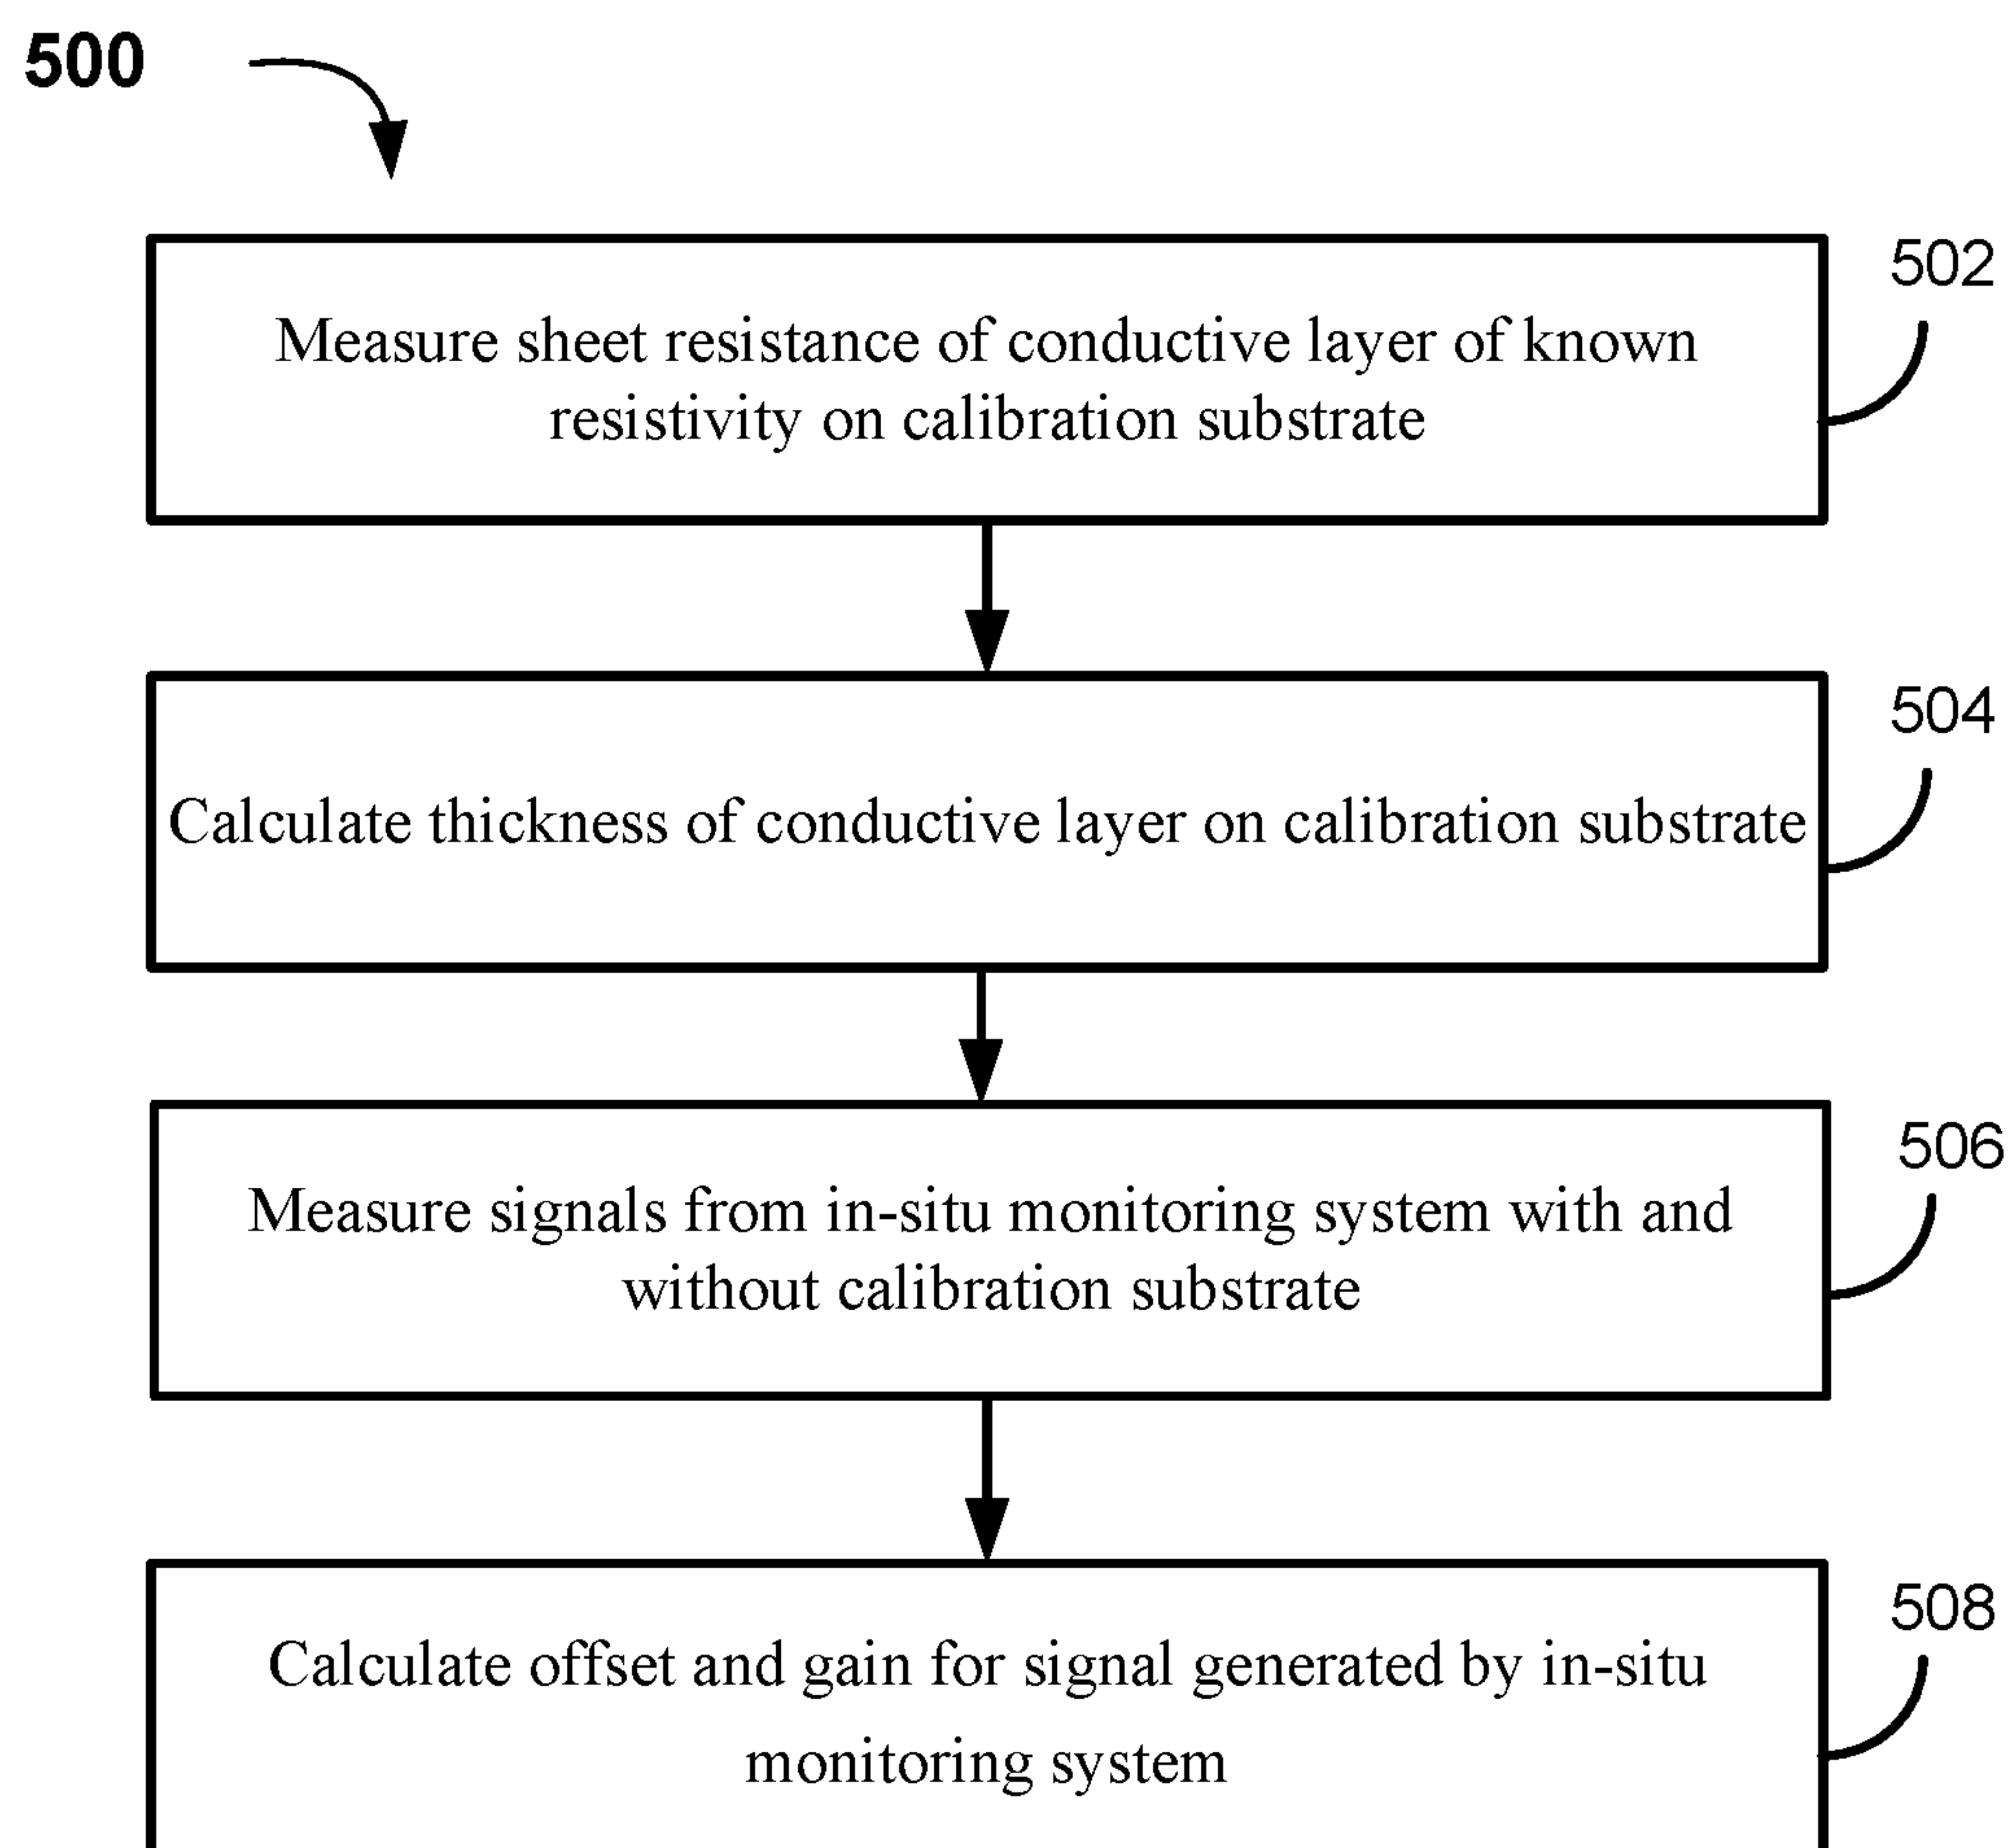 500
502
Measure sheet resistance of conductive layer of known
resistivity on calibration substrate
504
Calculate thickness of conductive layer on calibration substrate
506
Measure signals from in-situ monitoring system with and
without calibration substrate
508
Calculate offset and gain for signal generated by in-situ
monitoring system